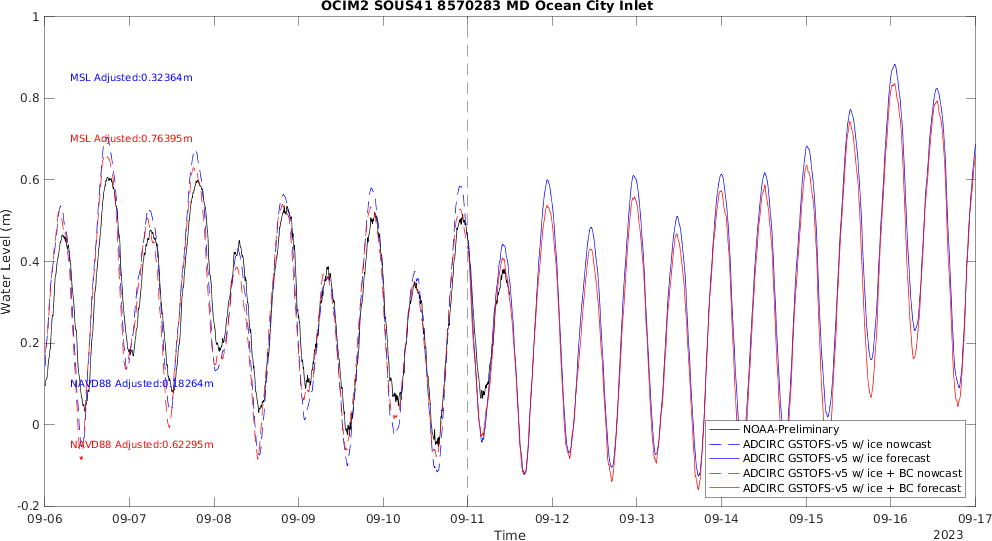 OCIM2 SOUS41 8570283 MD Ocean City Inlet
1
0.8
0.6
0.4
0.2
0
-0.2
Water Level (m)
MSL Adjusted:0.32364m
MSL Adjusted:0.76395m
NAVD88 Adjusted:0.18264m
NAVD88 Adjusted:0.62295m
NOAA-Preliminary
ADCIRC GSTOFS-v5 w/ ice nowcast
ADCIRC GSTOFS-v5 w/ ice forecast
ADCIRC GSTOFS-v5 w/ ice + BC nowcast
ADCIRC GSTOFS-v5 w/ ice + BC forecast
09-06 09-07 09-08 09-09 09-10 09-11 09-12 09-13 09-14 09-15 09-16 09-17
Time
2023